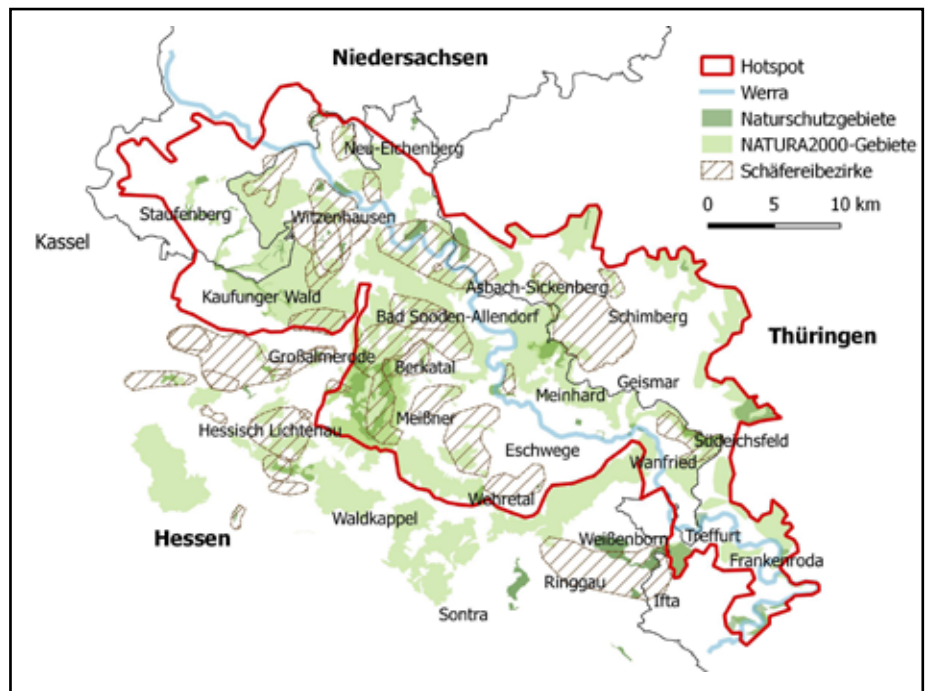 Niedersachsen
Hotspot
Werra
Naturschutzgebiete
NATURA2000-Gebiete
Schäfereibezirke
0 5 10 km
Neu-Eichenberg
Staufenberg
Witzenhausen
Kassel
Asbach-Sickenberg
Kaufunger Wald
Bad Sooden-Allendorf
Schimberg
Thüringen
Großalmerode
Berkatal
Geismar
Meinhard
Meißner
Hessisch Lichtenau
Südeichsfeld
Eschwege
Wanfried
Wehretal
Waldkappel
Hessen
Weißenborn
Treffurt
Frankenroda
Ringgau
Ifta
Sontra